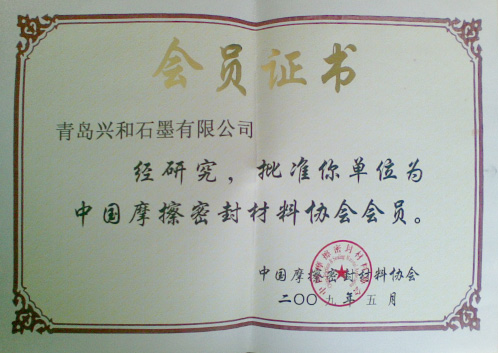 会员证书
青岛兴和石墨有限公司
经研究，批准你单位为
中国摩擦密封材料协会会员。
中国摩擦密封材料协会
二〇〇 年五月